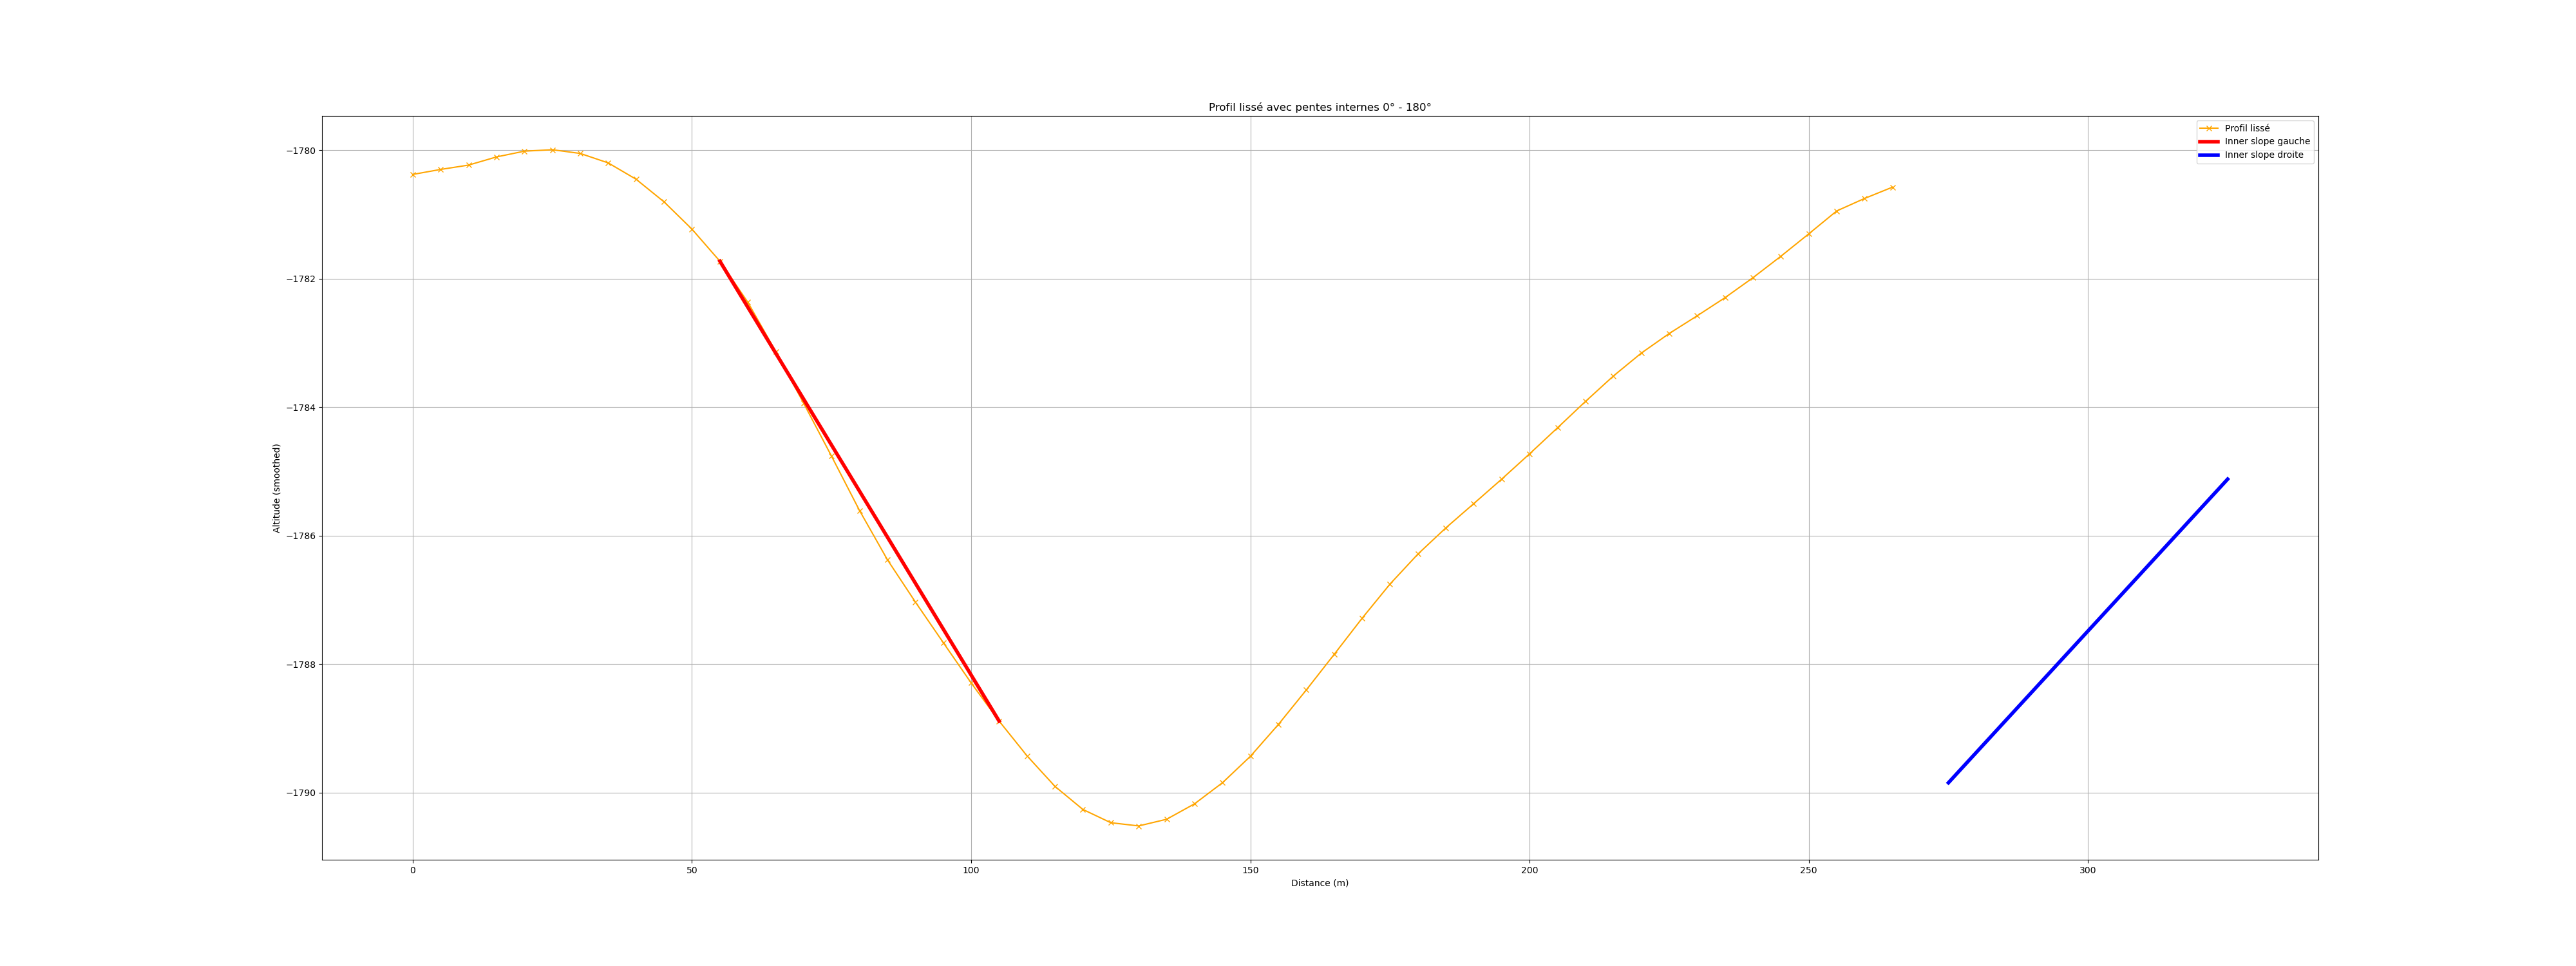 Profil lissé avec pentes internes 0° - 180°
Profil lissé
Inner slope gauche
Inner slope droite
Altitude (smoothed)
−1780
−1782
−1784
−1786
−1788
−1790
0
50
100
150
200
250
300
Distance (m)